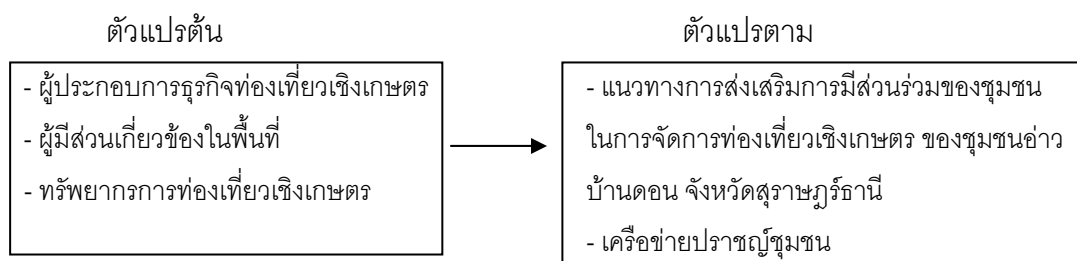 ตัวแปรต้น
ตัวแปรตาม
- ผู้ประกอบการธุรกิจท่องเที่ยวเชิงเกษตร
- ผู้มีส่วนเกี่ยวข้องในพื้นที่
- ทรัพยากรการท่องเที่ยวเชิงเกษตร
- แนวทางการส่งเสริมการมีส่วนร่วมของชุมชน
ในการจัดการท่องเที่ยวเชิงเกษตร ของชุมชนอ่าว
บ้านดอน จังหวัดสุราษฎร์ธานี
- เครือข่ายปราชญ์ชุมชน